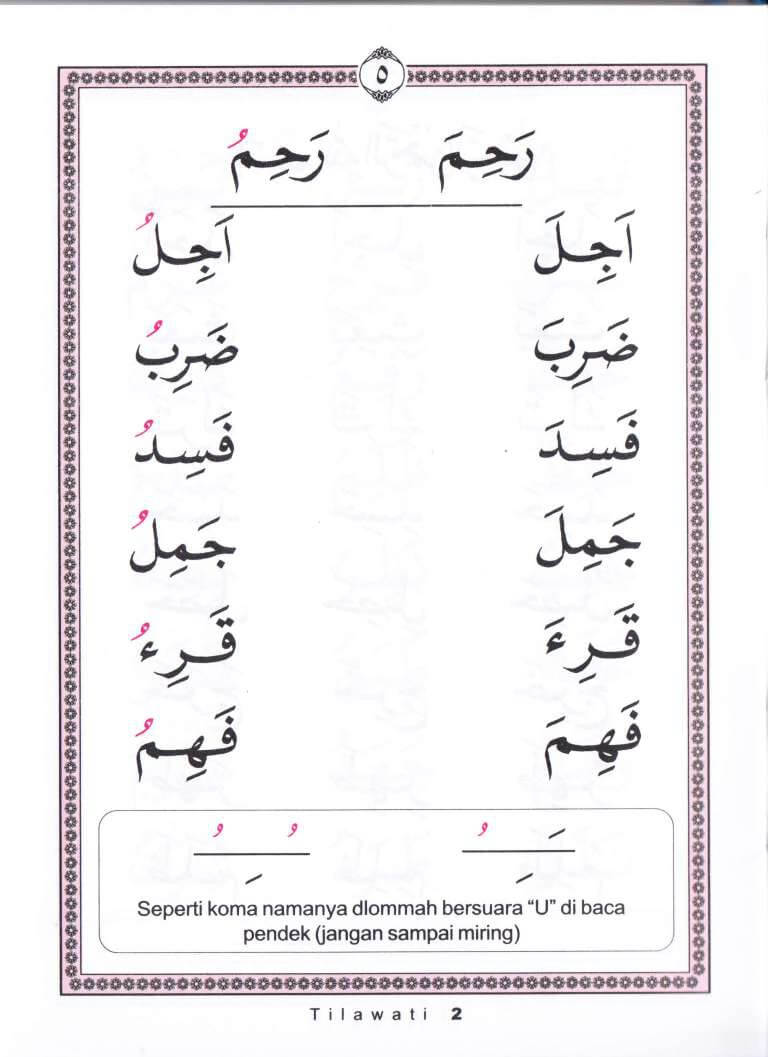 ٥
رَحِمَ رَحِمُ
اَجِلَ اَجِلُ
ضَرِبَ ضَرِبُ
فَسِدَ فَسِدُ
جَمِلَ جَمِلُ
قَرِءَ قَرِءُ
فَهِمَ فَهِمُ
Seperti koma namanya dlommah bersuara “U” di baca
pendek (jangan sampai miring)
Tilawati 2